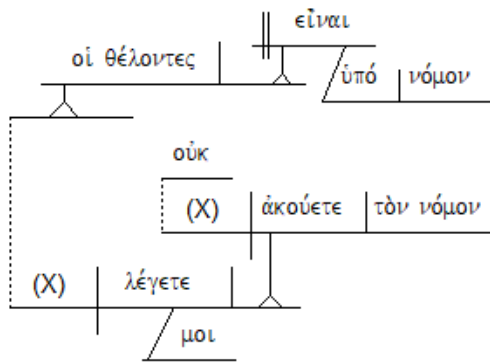 εἶναι
οἱ θέλοντες
ὑπό νόμον
οὐκ
(X) ἀκούετε τὸν νόμον
(X) λέγετε
μοι